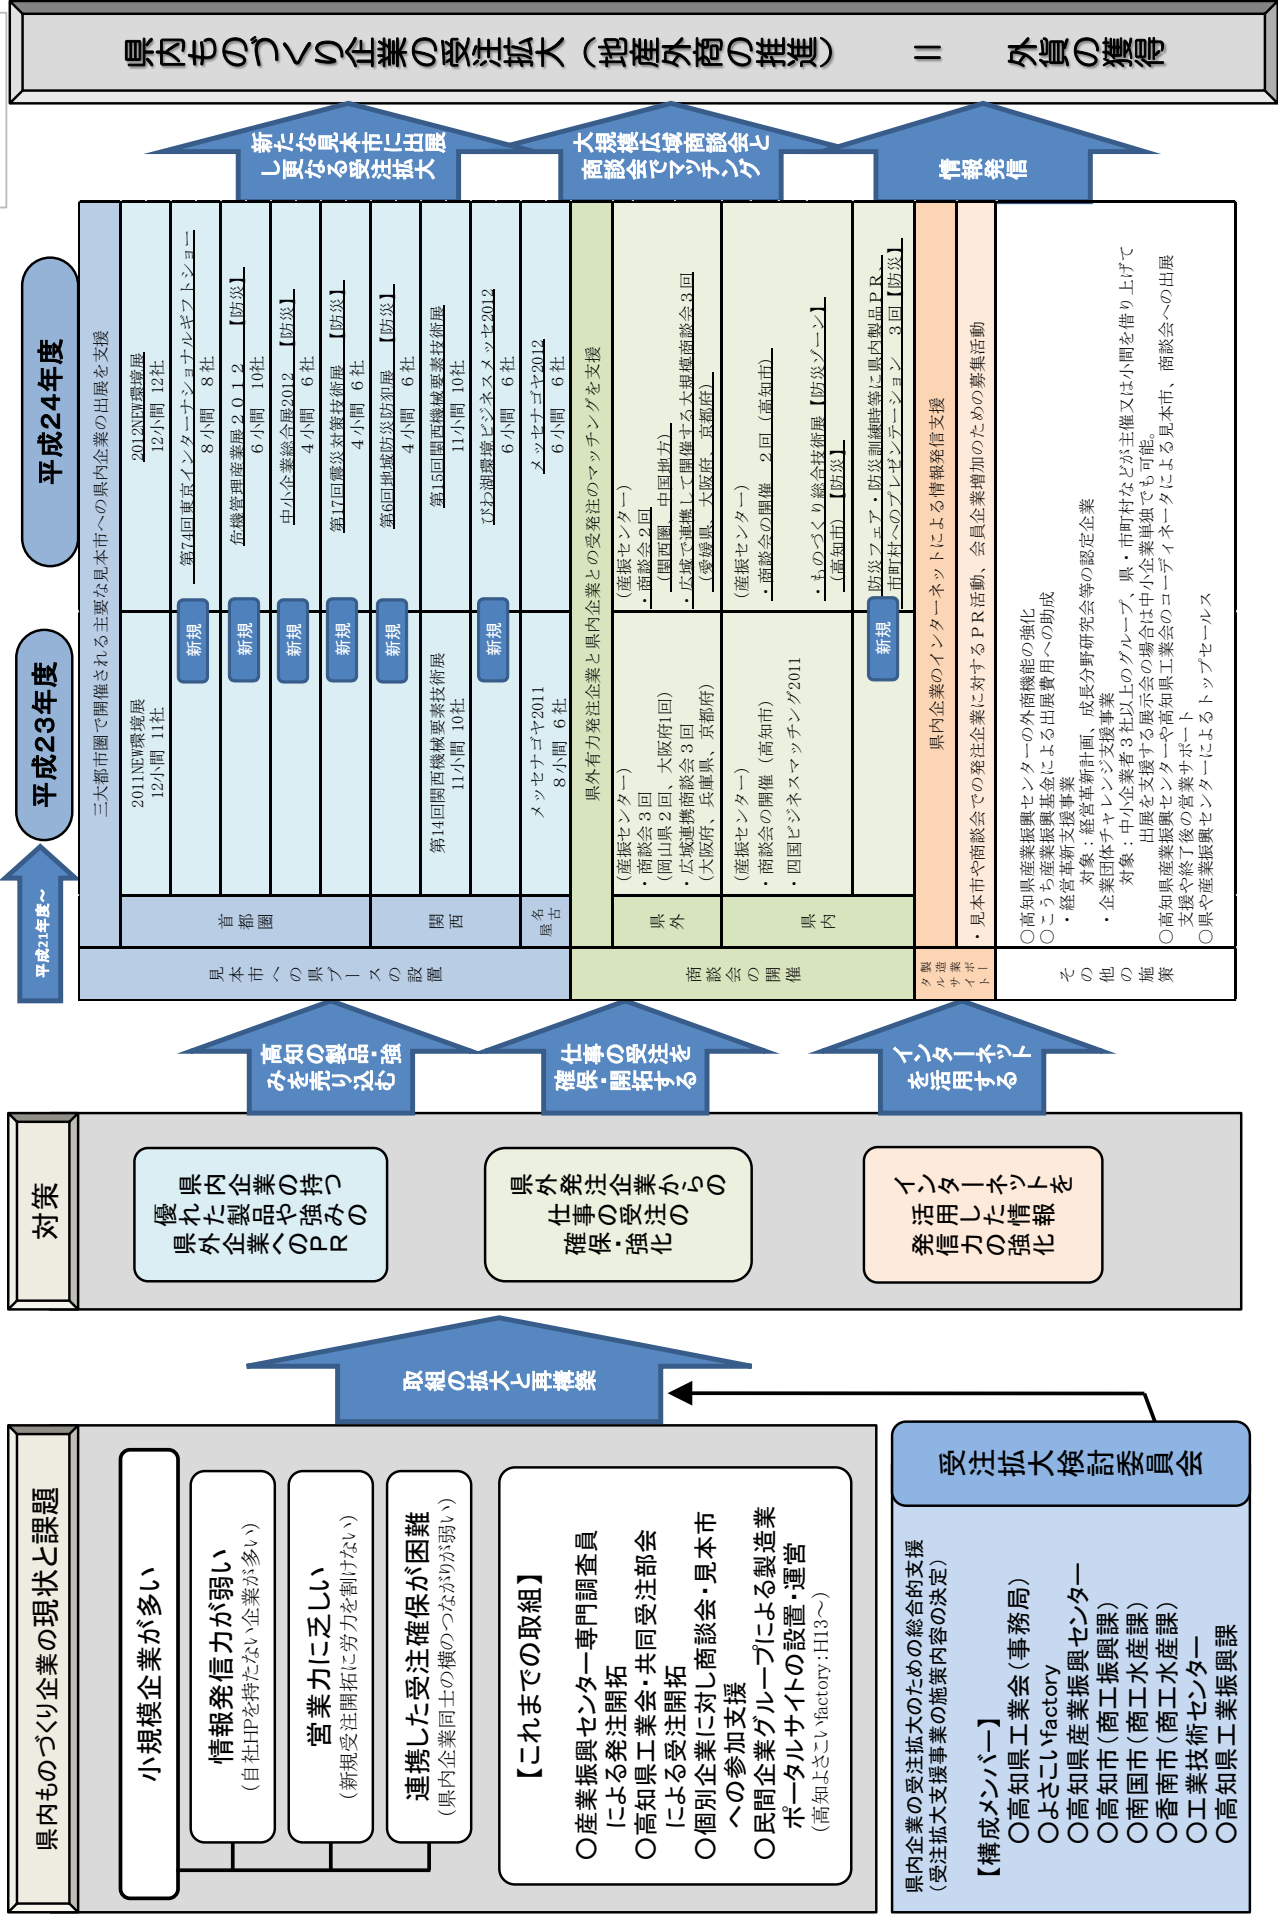 県内ものづくり企業の現状と課題
小規模企業が多い
情報発信力が弱い
（自社HPを持たない企業が多い）
営業力に乏しい
（新規受注開拓に労力を割けない）
連携した受注確保が困難
（県内企業同士の横のつながりが弱い）
【これまでの取組】
○産業振興センター専門調査員
による発注開拓
○高知県工業会・共同受注部会
による受注開拓
○個別企業に対し商談会・見本市
への参加支援
○民間企業グループによる製造業
ポータルサイトの設置・運営
（高知よさこいfactory：H13～）
受注拡大検討委員会
県内企業の受注拡大のための総合的支援
（受注拡大支援事業の施策内容の決定）
【構成メンバー】
○高知県工業会（事務局）
○よさこいfactory
○高知県産業振興センター
○高知市（商工振興課）
○南国市（商工水産課）
○香南市（商工水産課）
○工業技術センター
○高知県工業振興課
取組の拡大と再構築
対策
県内企業の持つ
優れた製品や強みの
県外企業へのPR
県外発注企業からの
仕事の受注の
確保・強化
インターネットを
活用した情報
発信力の強化
高知の製品・強
みを売り込む
仕事の受注を
確保・開拓する
インターネット
を活用する
平成21年度～
平成23年度
平成24年度
見本市への県ブースの設置
三大都市圏で開催される主要な見本市への県内企業の出展を支援
首都圏
2011NEW環境展
12小間 11社
2012NEW環境展
12小間 12社
新規
第74回東京インターナショナルギフトショー
8小間 8社
新規
危機管理産業展２０１２ 【防災】
6小間 10社
新規
中小企業総合展2012 【防災】
4小間 6社
新規
第17回震災対策技術展 【防災】
4小間 6社
関西
新規
第6回地域防災防犯展 【防災】
4小間 6社
第14回関西機械要素技術展
11小間 10社
第15回関西機械要素技術展
11小間 10社
新規
びわ湖環境ビジネスメッセ2012
6小間 6社
名古屋
メッセナゴヤ2011
8小間 6社
メッセナゴヤ2012
6小間 6社
商談会の開催
県外有力発注企業と県内企業との受発注のマッチングを支援
県外
（産振センター）
・商談会３回
（岡山県２回、大阪府1回）
・広域連携商談会３回
（大阪府、兵庫県、京都府）
（産振センター）
・商談会２回
（関西圏、中国地方）
・広域で連携して開催する大規模商談会３回
（愛媛県、大阪府、京都府）
県内
（産振センター）
・商談会の開催（高知市）
・四国ビジネスマッチング2011
（産振センター）
・商談会の開催 ２回（高知市）
・ものづくり総合技術展【防災ゾーン】
（高知市）【防災】
新規
防災フェア・防災訓練時等に県内製品ＰＲ、
市町村へのプレゼンテーション ３回【防災】
製造業ポータルサイト
県内企業のインターネットによる情報発信支援
・見本市や商談会での発注企業に対するＰＲ活動、会員企業増加のための募集活動
その他の施策
○高知県産業振興センターの外商機能の強化
○こうち産業振興基金による出展費用への助成
・経営革新支援事業
対象：経営革新計画、成長分野研究会等の認定企業
・企業団体チャレンジ支援事業
対象：中小企業者３社以上のグループ、県・市町村などが主催又は小間を借り上げて
出展を支援する展示会の場合は中小企業単独でも可能。
○高知県産業振興センターや高知県工業会のコーディネータによる見本市、商談会への出展
支援や終了後の営業サポート
○県や産業振興センターによるトップセールス
新たな見本市に出展
し更なる受注拡大
大規模広域商談会と
商談会でマッチング
情報発信
県内ものづくり企業の受注拡大（地産外商の推進） ＝ 外貨の獲得